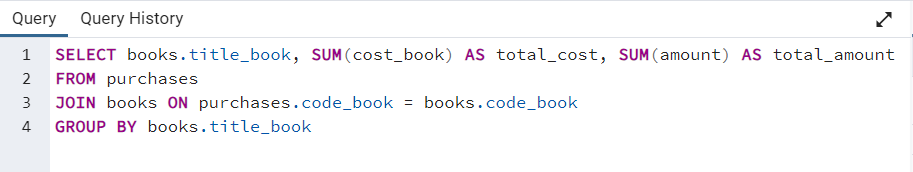 Query Query History
1 SELECT books.title_book, SUM(cost_book) AS total_cost, SUM(amount) AS total_amount
2 FROM purchases
3 JOIN books ON purchases.code_book = books.code_book
4 GROUP BY books.title_book